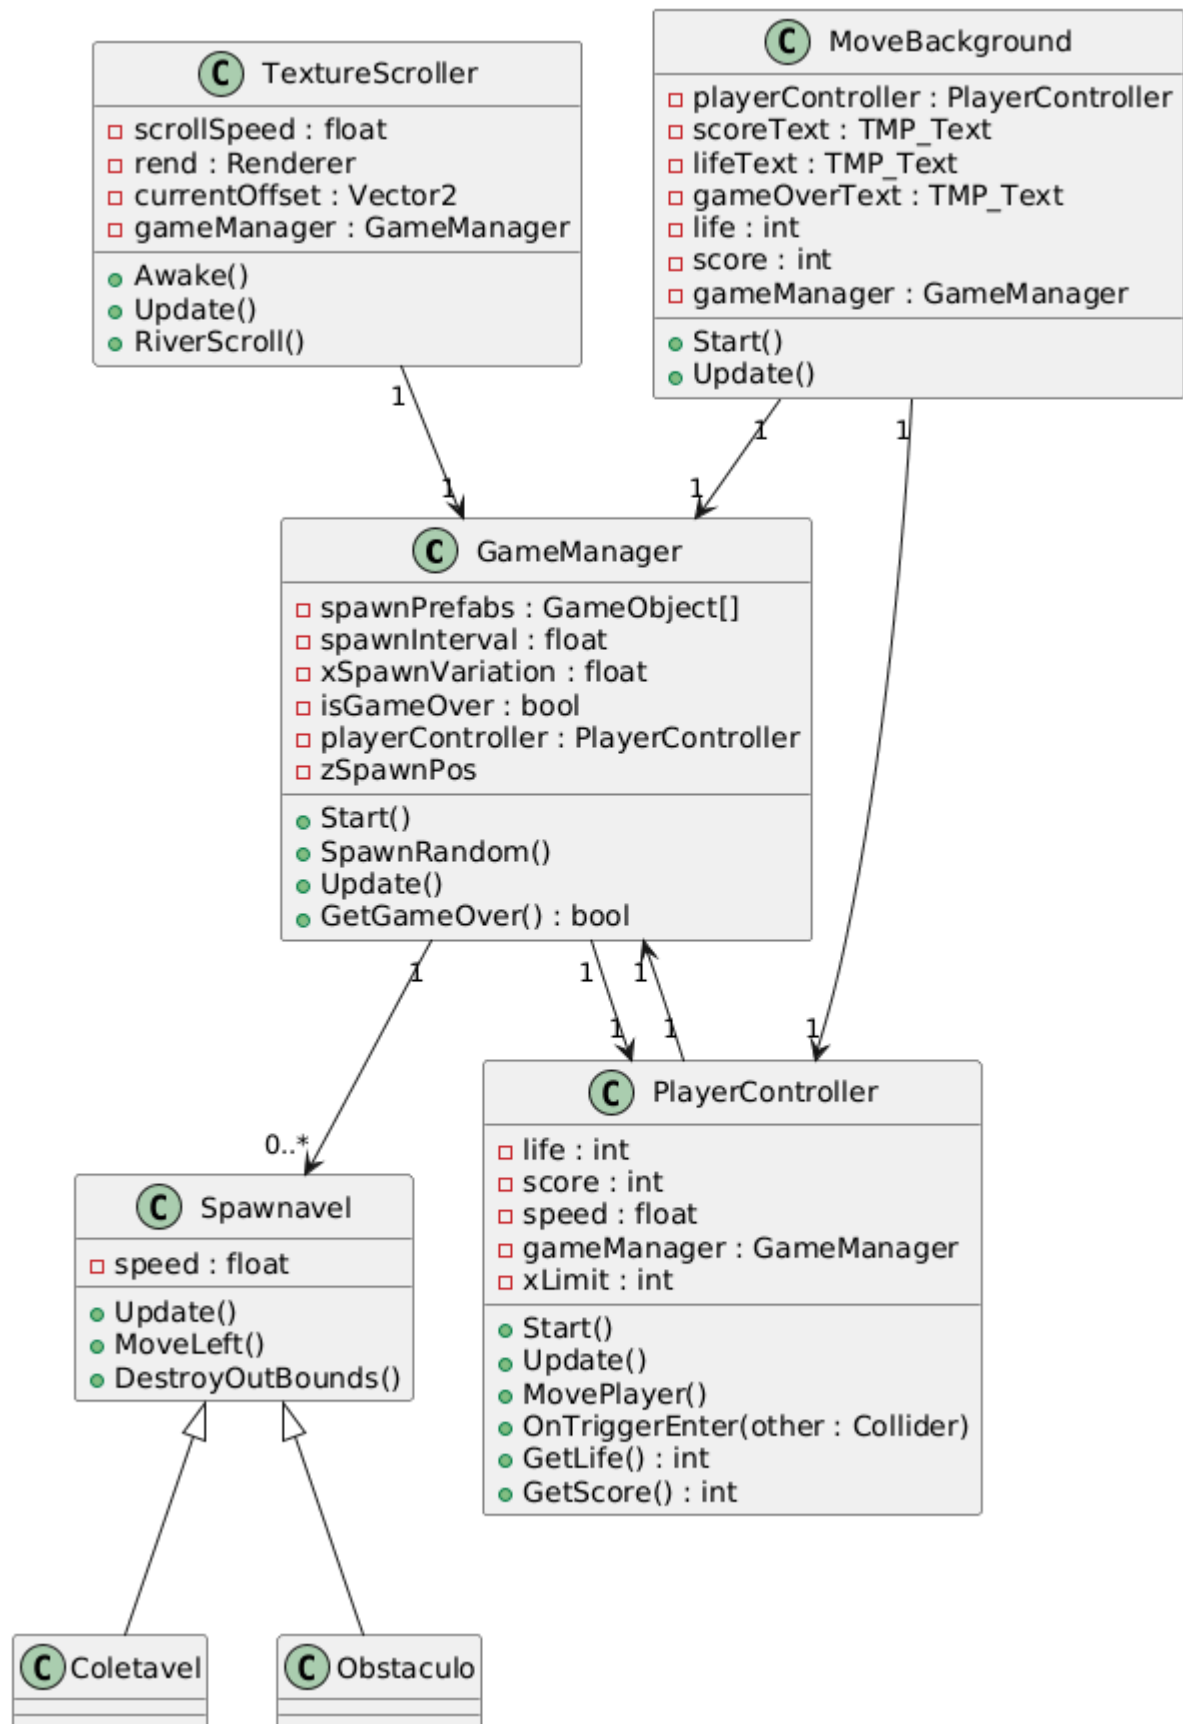 C TextureScroller
scrollSpeed : float
rend : Renderer
currentOffset : Vector2
gameManager : GameManager
Awake()
Update()
RiverScroll()
C MoveBackground
playerController : PlayerController
scoreText : TMP_Text
lifeText : TMP_Text
gameOverText : TMP_Text
life : int
score : int
gameManager : GameManager
Start()
Update()
1
1
1
1
1
C GameManager
spawnPrefabs : GameObject[]
spawnInterval : float
xSpawnVariation : float
isGameOver : bool
playerController : PlayerController
zSpawnPos
Start()
SpawnRandom()
Update()
GetGameOver() : bool
1
1
1
1
1
1
0..*
C Spawnavel
speed : float
Update()
MoveLeft()
DestroyOutBounds()
C PlayerController
life : int
score : int
speed : float
gameManager : GameManager
xLimit : int
Start()
Update()
MovePlayer()
OnTriggerEnter(other : Collider)
GetLife() : int
GetScore() : int
C Coletavel
C Obstaculo